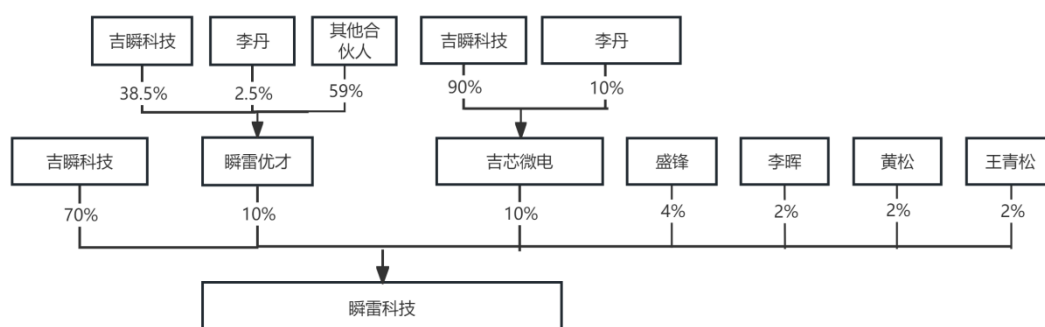 吉瞬科技
李丹
其他合
伙人
吉瞬科技
李丹
38.5%
2.5%
59%
90%
10%
吉瞬科技
瞬雷优才
吉芯微电
盛锋
李晖
黄松
王青松
70%
10%
10%
4%
2%
2%
2%
瞬雷科技